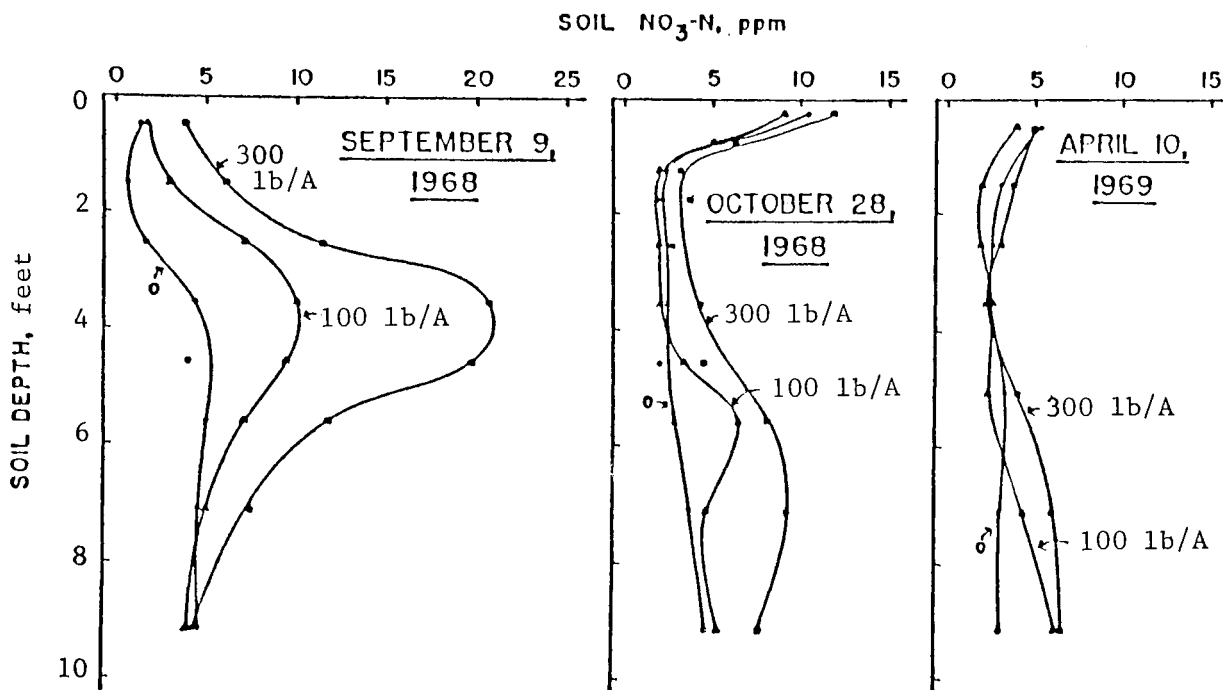 SOIL NO3-N, ppm
0 5 10 15 20 25
0 5 10 15
0 5 10 15
SOIL DEPTH, feet
0
2
4
6
8
10
SEPTEMBER 9,
1968
300
lb/A
0
100 lb/A
OCTOBER 28,
1968
300 lb/A
100 lb/A
0
APRIL 10,
1969
300 lb/A
100 lb/A
0